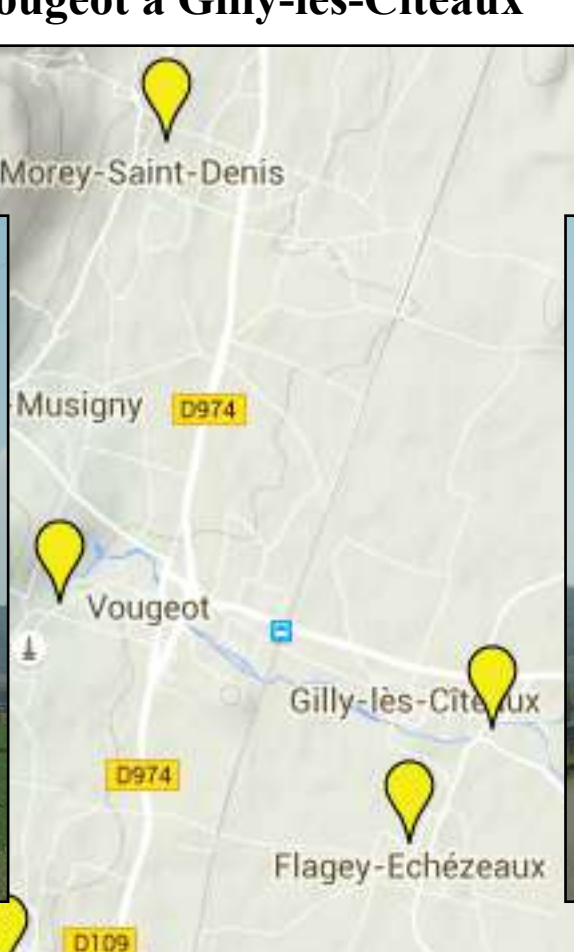 ougeot à Gilly-lès-Cîteaux
Morey-Saint-Denis
-Musigny
D974
Vougeot
Gilly-lès-Cîteaux
D974
Flagey-Echézeaux
D109